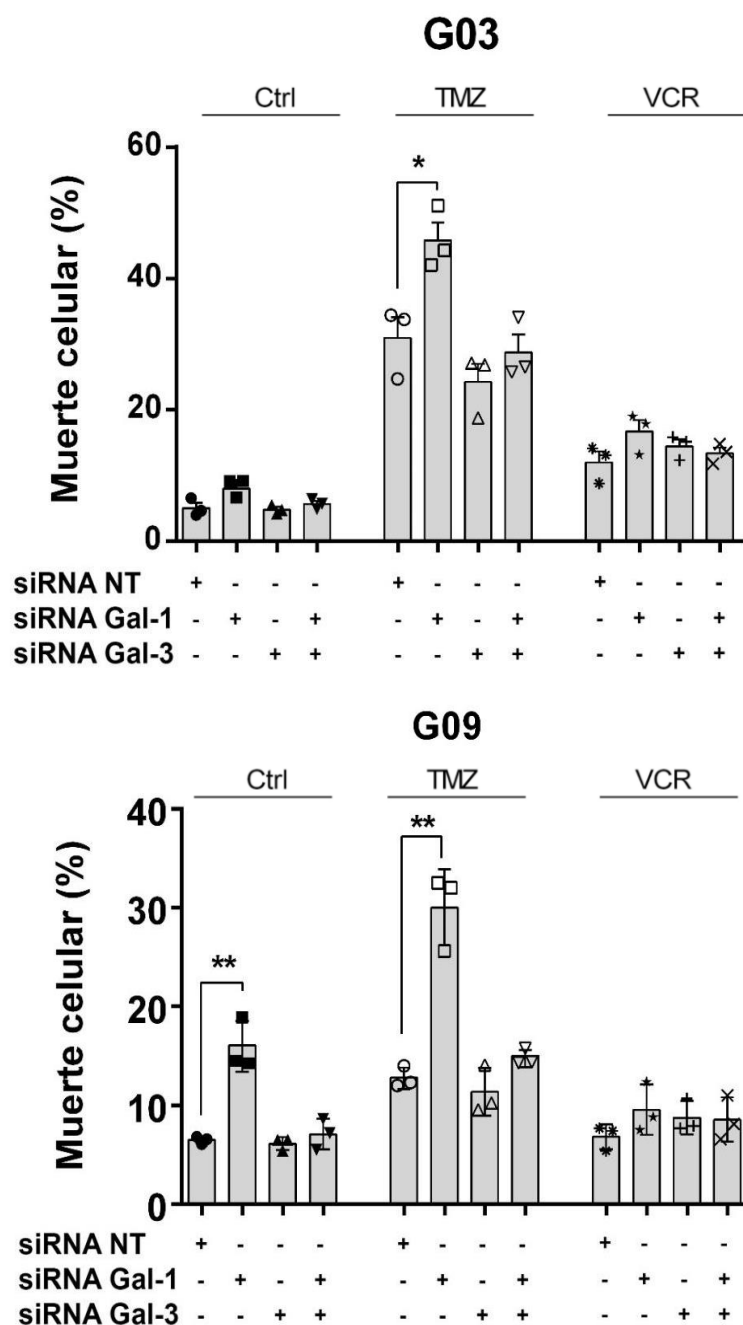 G03
Ctrl TMZ VCR
Muerte celular (%)
60
*
40
20
0
siRNA NT + - - - + - - - + - - -
siRNA Gal-1 - + - + - + - + - + - +
siRNA Gal-3 - - + + - - + + - - + +
G09
Ctrl TMZ VCR
Muerte celular (%)
40
**
30
**
20
10
0
siRNA NT + - - - + - - - + - - -
siRNA Gal-1 - + - + - + - + - + - +
siRNA Gal-3 - - + + - - + + - - + +